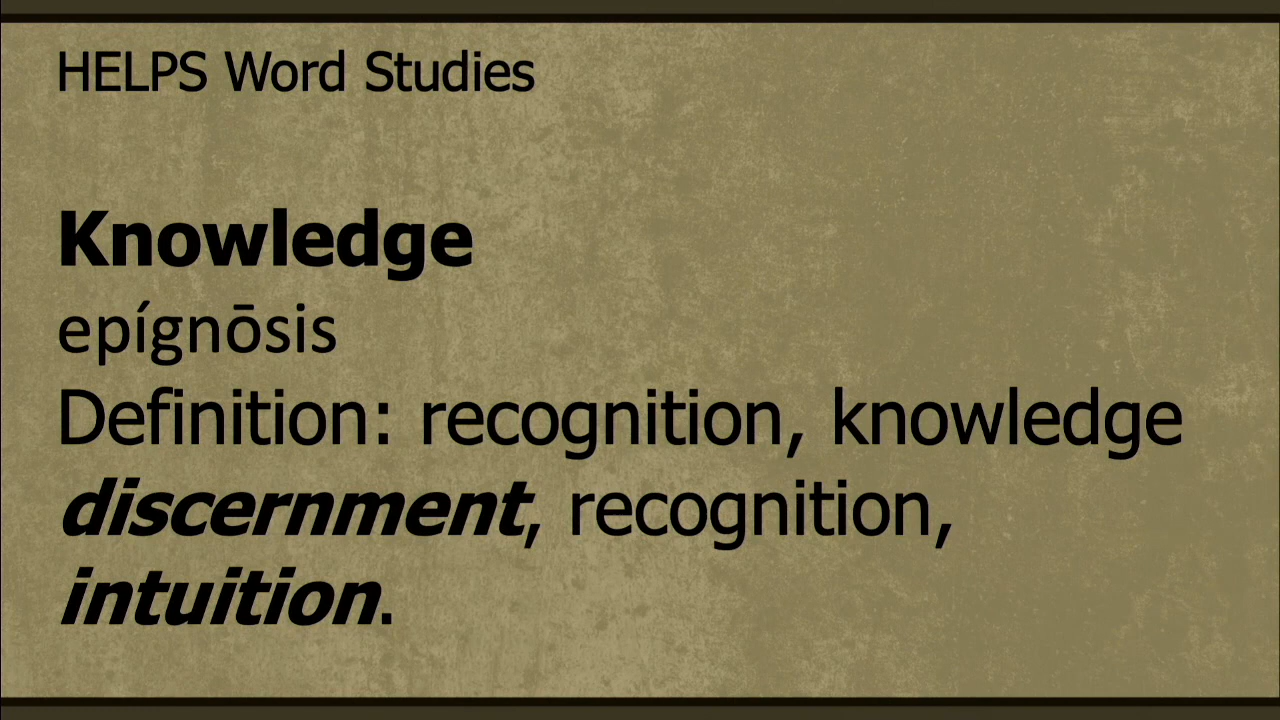 HELPS Word Studies
Knowledge
epígnōsis
Definition: recognition, knowledge
discernment, recognition,
intuition.